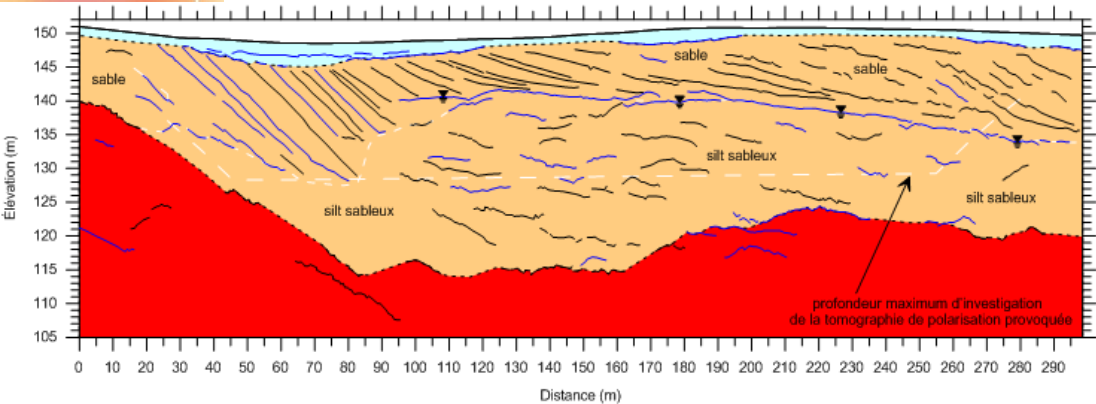 150
145
140
135
130
125
120
115
110
105
Élévation (m)
sable
sable
sable
silt sableux
silt sableux
silt sableux
profondeur maximum d'investigation
de la tomographie de polarisation provoquée
0 10 20 30 40 50 60 70 80 90 100 110 120 130 140 150 160 170 180 190 200 210 220 230 240 250 260 270 280 290
Distance (m)